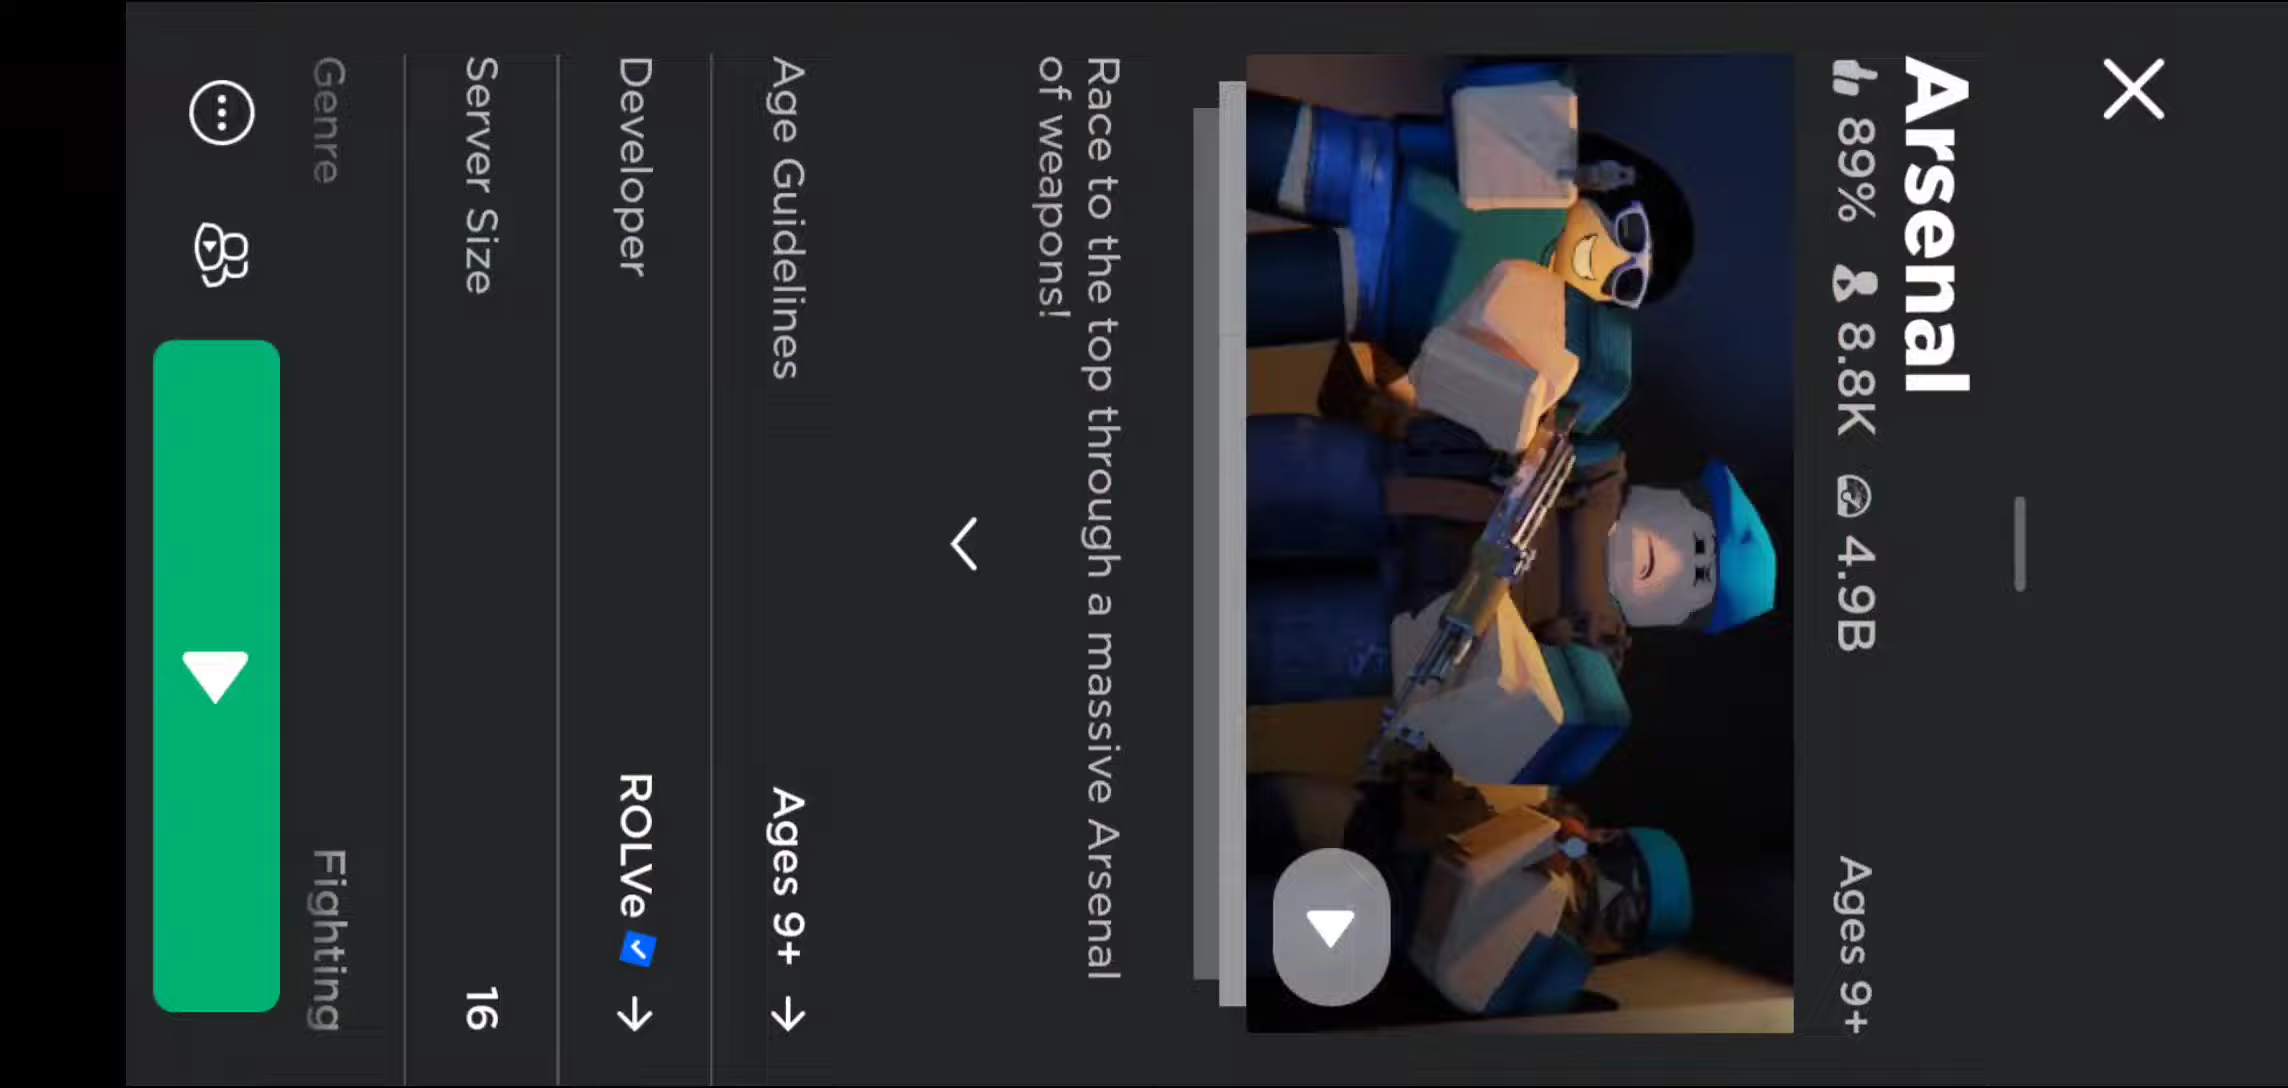 Arsenal
89% 8.8K 4.9B Ages 9+
Race to the top through a massive Arsenal
of weapons!
Age Guidelines Ages 9+
Developer ROLVe
Server Size 16
Genre Fighting